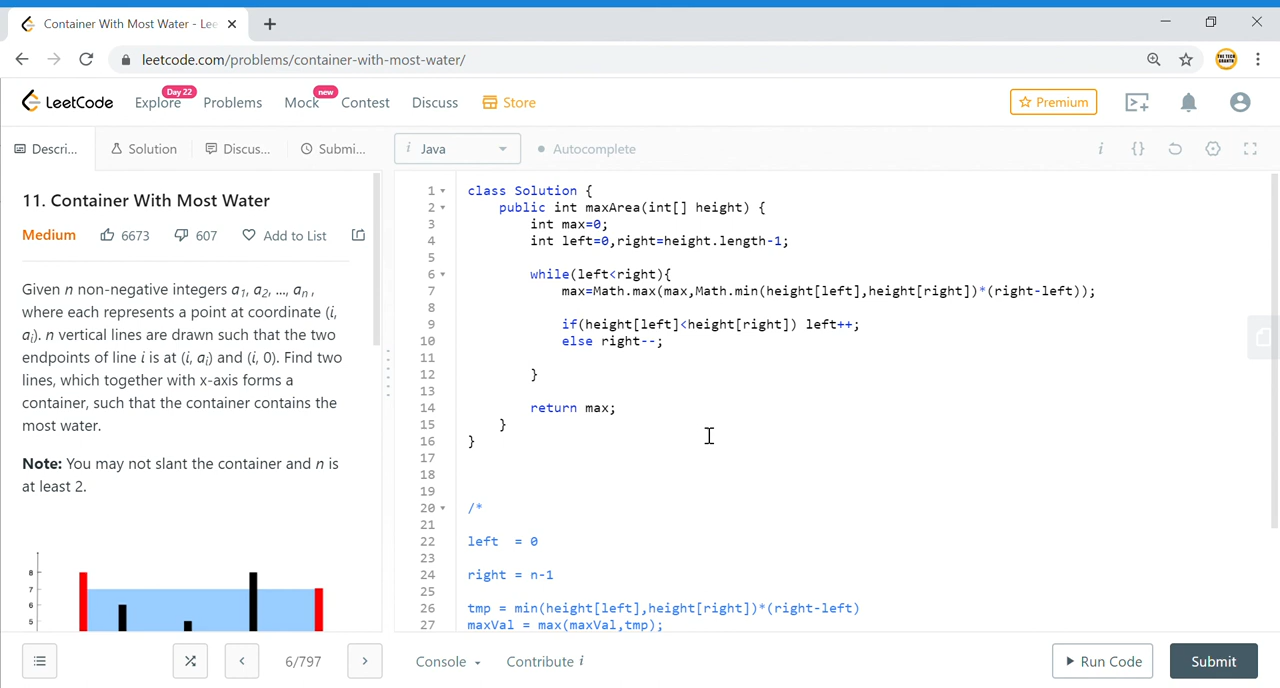 Container With Most Water - Lee
leetcode.com/problems/container-with-most-water/
THE TECH GRANTH
LeetCode
Explore
Day 22
Problems
Mock
new
Contest
Discuss
Store
Premium
Descri...
Solution
Discus...
Submi...
i Java
Autocomplete
11. Container With Most Water
Medium
6673
607
Add to List
Given n non-negative integers a1, a2, ..., an ,
where each represents a point at coordinate (i,
ai). n vertical lines are drawn such that the two
endpoints of line i is at (i, ai) and (i, 0). Find two
lines, which together with x-axis forms a
container, such that the container contains the
most water.
Note: You may not slant the container and n is
at least 2.
8
7
6
5
1 class Solution {
2 public int maxArea(int[] height) {
3 int max=0;
4 int left=0,right=height.length-1;
5
6 while(left<right){
7 max=Math.max(max,Math.min(height[left],height[right])*(right-left));
8
9 if(height[left]<height[right]) left++;
10 else right--;
11
12 }
13
14 return max;
15 }
16 }
17
18
19
20 /*
21
22 left  = 0
23
24 right = n-1
25
26 tmp = min(height[left],height[right])*(right-left)
27 maxVal = max(maxVal,tmp);
6/797
Console
Contribute i
Run Code
Submit